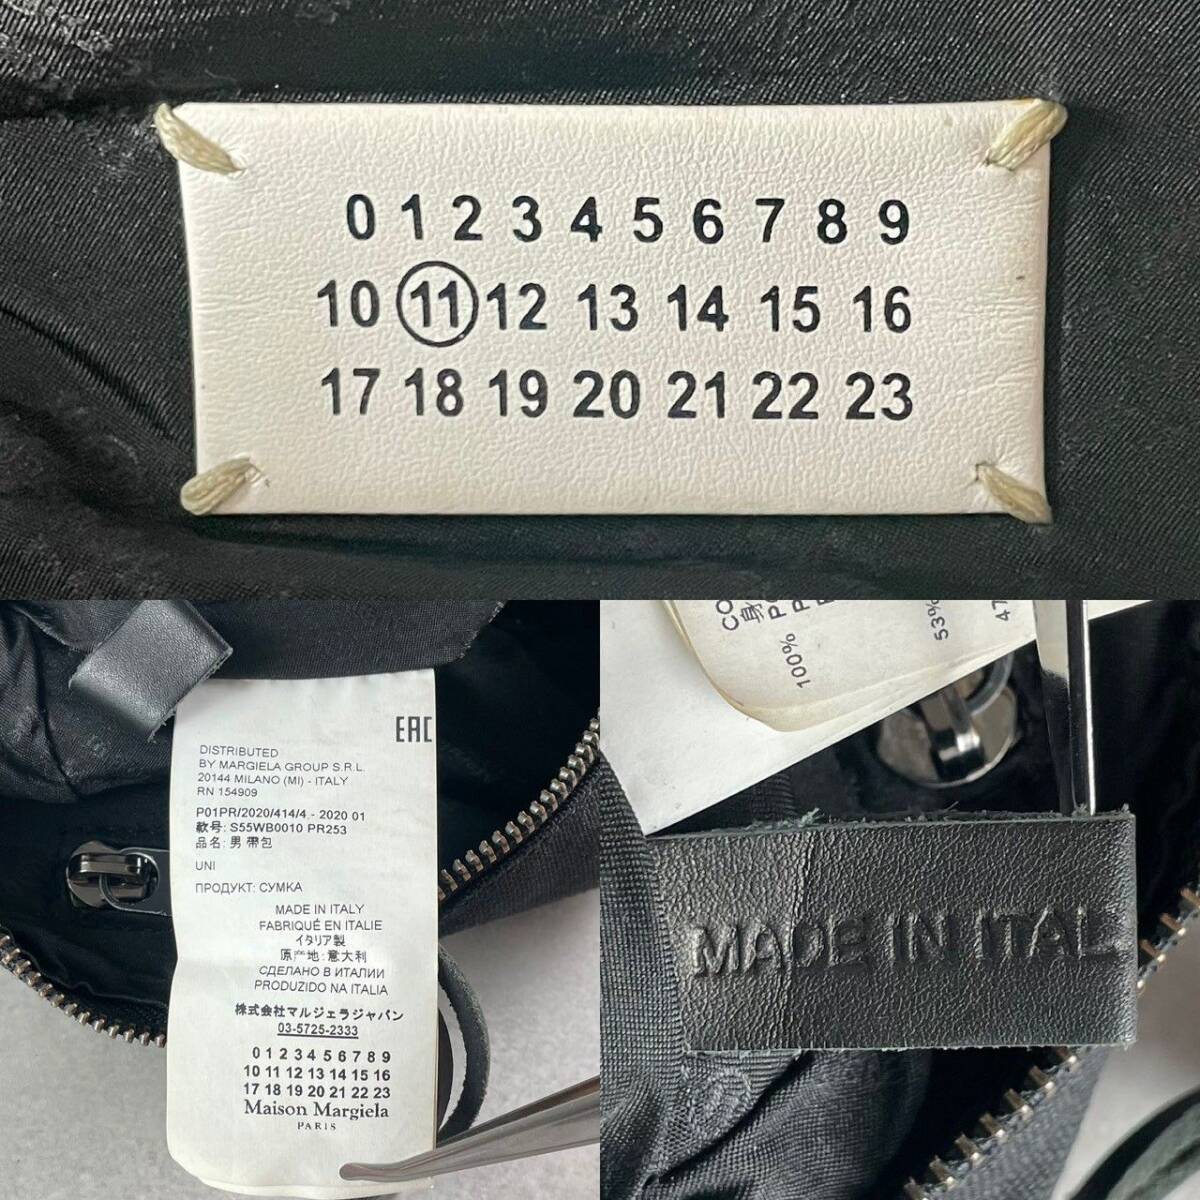 0 1 2 3 4 5 6 7 8 9
10 11 12 13 14 15 16
17 18 19 20 21 22 23
EAC
DISTRIBUTED
BY MARGIELA GROUP S.R.L.
20144 MILANO (MI) - ITALY
RN 154909
P01PR/2020/414/4.- 2020 01
款号: S55WB0010 PR253
品名: 男 帶包
UNI
ПРОДУКТ: СУМКА
MADE IN ITALY
FABRIQUÉ EN ITALIE
イタリア製
原产地:意大利
СДЕЛАНО В ИТАЛИИ
PRODUZIDO NA ITALIA
株式会社マルジェラジャパン
03-5725-2333
0 1 2 3 4 5 6 7 8 9
10 11 12 13 14 15 16
17 18 19 20 21 22 23
Maison Margiela
PARIS
100%
53%
47
MADE IN ITAL